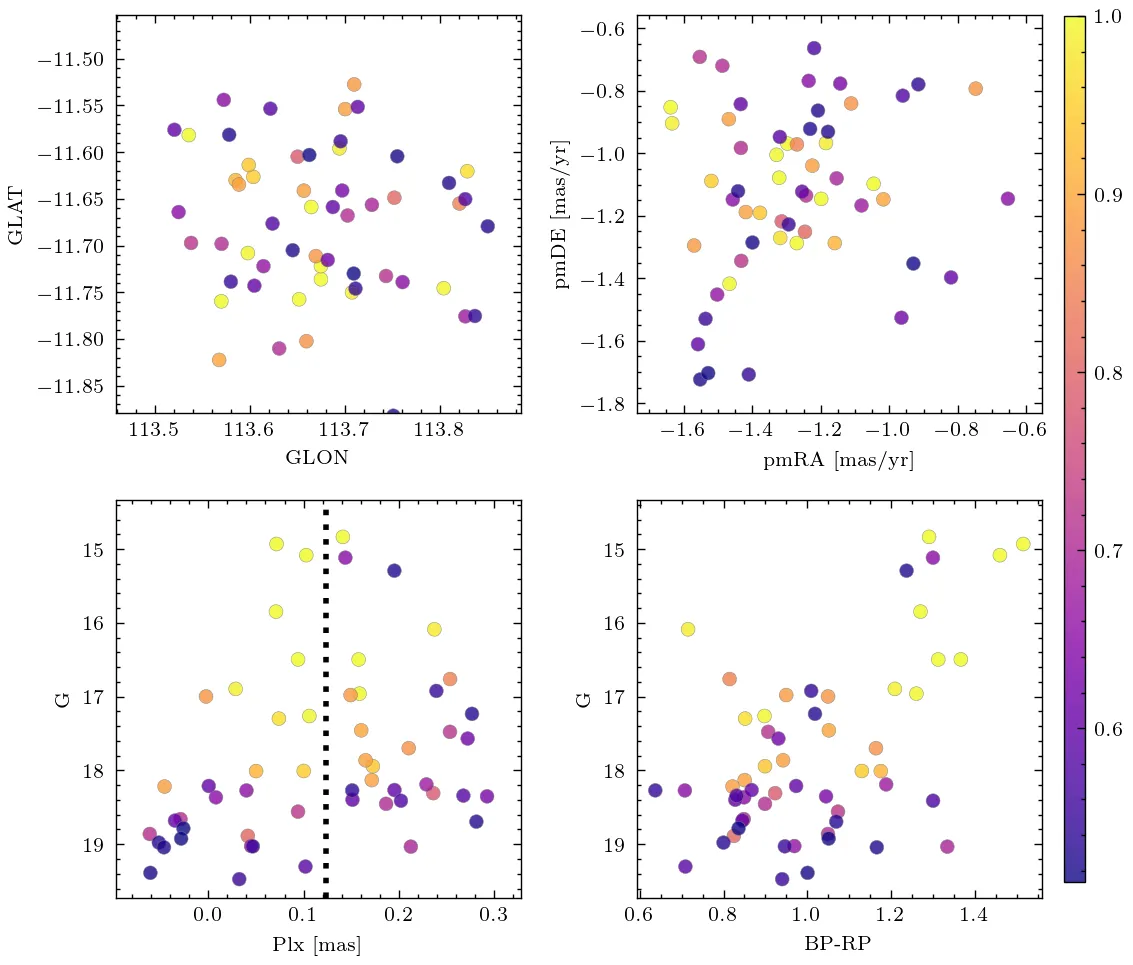 −11.50
−11.55
−11.60
−11.65
−11.70
−11.75
−11.80
−11.85
GLAT
113.5 113.6 113.7 113.8
GLON
−0.6
−0.8
−1.0
−1.2
−1.4
−1.6
−1.8
pmDE [mas/yr]
−1.6 −1.4 −1.2 −1.0 −0.8 −0.6
pmRA [mas/yr]
1.0
0.9
0.8
0.7
0.6
15
16
17
18
19
G
0.0 0.1 0.2 0.3
Plx [mas]
15
16
17
18
19
G
0.6 0.8 1.0 1.2 1.4
BP-RP